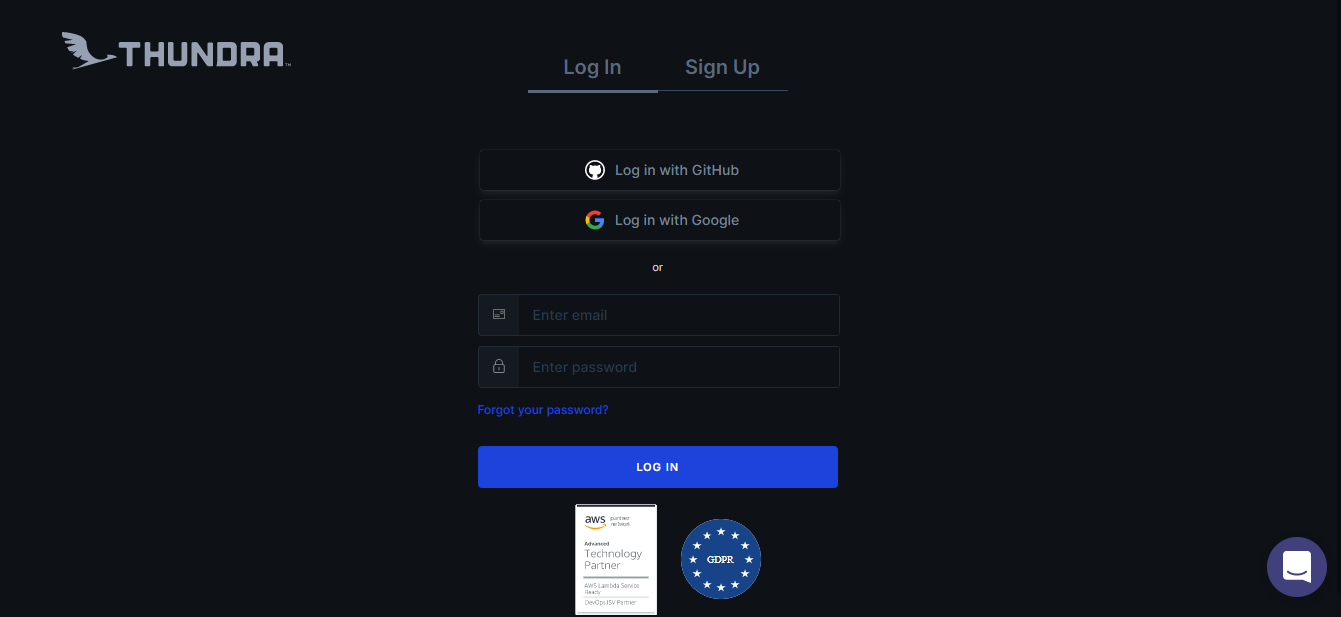 THUNDRA™
Log In
Sign Up
Log in with GitHub
Log in with Google
or
Enter email
Enter password
Forgot your password?
LOG IN
aws partner network
Advanced
Technology
Partner
AWS Lambda Service
Ready
DevOps ISV Partner
GDPR